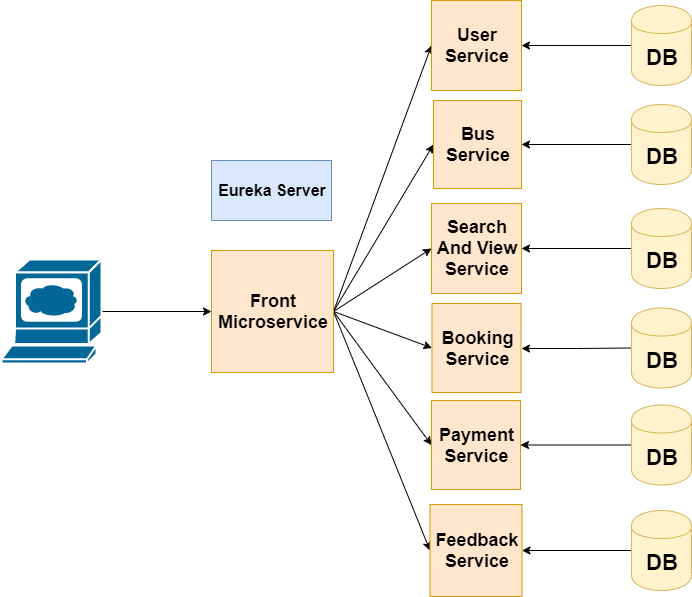 User
Service
DB
Bus
Service
DB
Eureka Server
Search
And View
Service
DB
Front
Microservice
Booking
Service
DB
Payment
Service
DB
Feedback
Service
DB